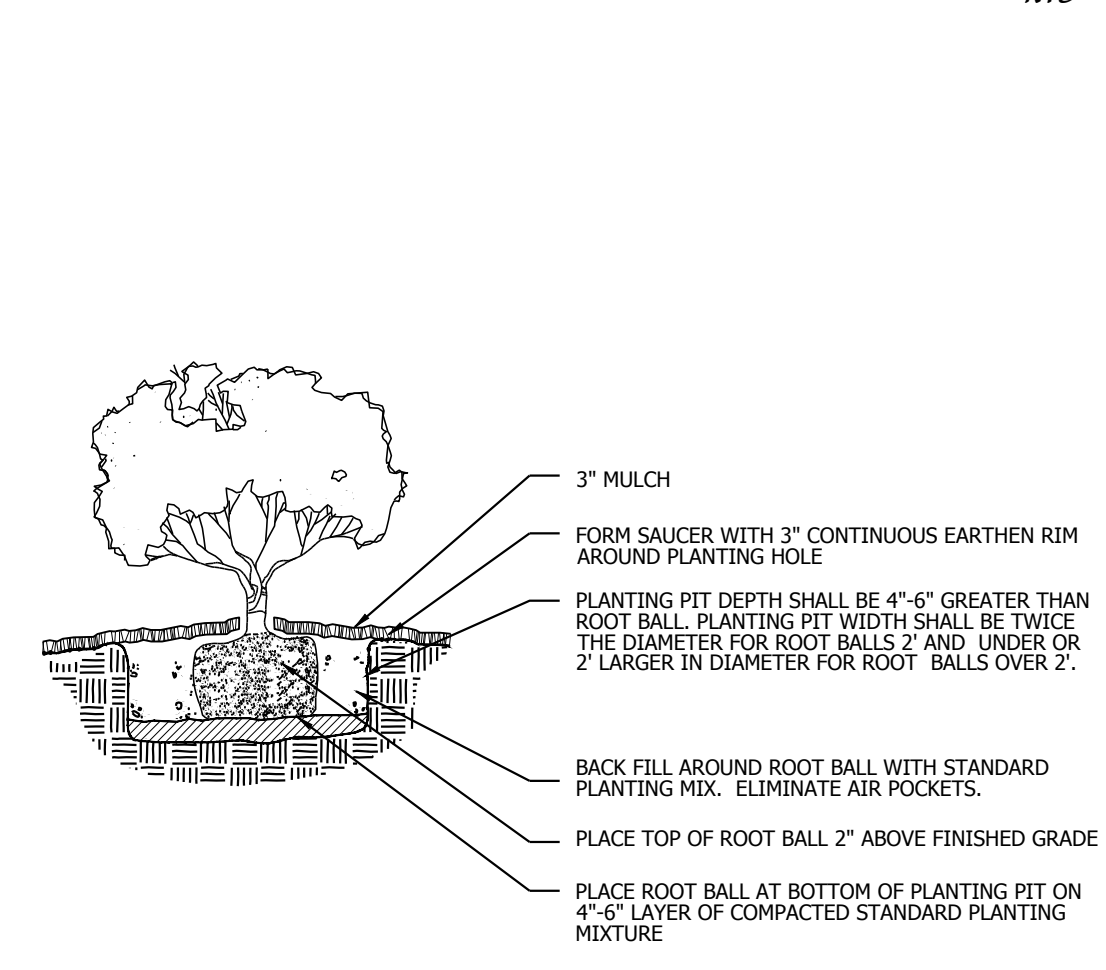 3" MULCH
FORM SAUCER WITH 3" CONTINUOUS EARTHEN RIM
AROUND PLANTING HOLE
PLANTING PIT DEPTH SHALL BE 4"-6" GREATER THAN
ROOT BALL. PLANTING PIT WIDTH SHALL BE TWICE
THE DIAMETER FOR ROOT BALLS 2' AND  UNDER OR
2' LARGER IN DIAMETER FOR ROOT  BALLS OVER 2'.
BACK FILL AROUND ROOT BALL WITH STANDARD
PLANTING MIX.  ELIMINATE AIR POCKETS.
PLACE TOP OF ROOT BALL 2" ABOVE FINISHED GRADE
PLACE ROOT BALL AT BOTTOM OF PLANTING PIT ON
4"-6" LAYER OF COMPACTED STANDARD PLANTING
MIXTURE